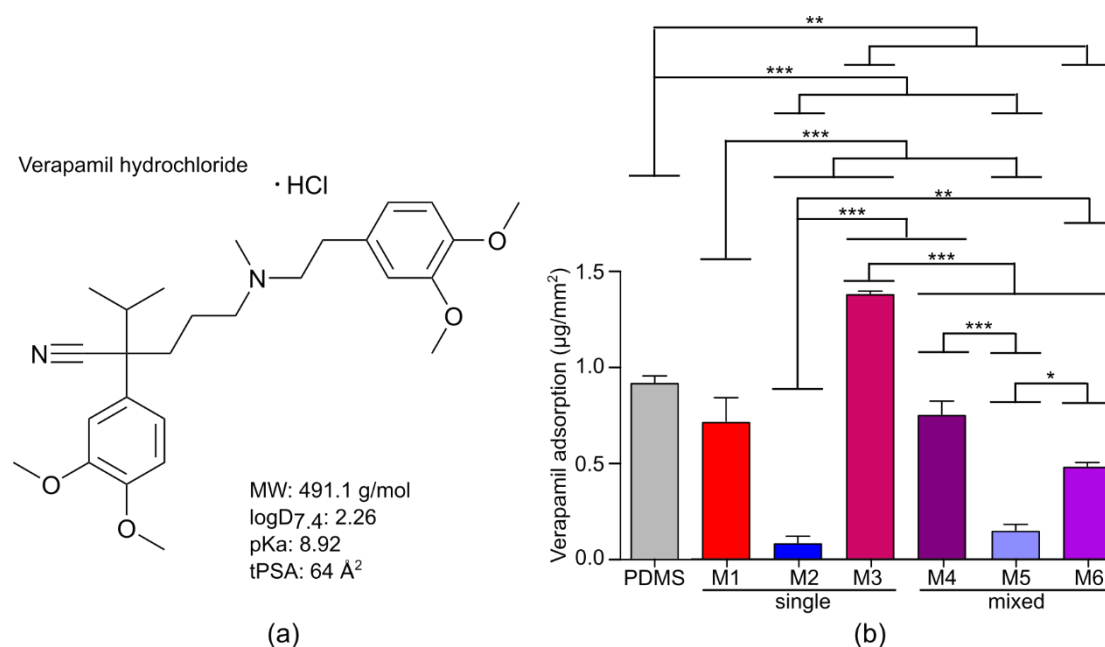 Verapamil hydrochloride
· HCl
N
N
O
O
O
O
MW: 491.1 g/mol
logD7.4: 2.26
pKa: 8.92
tPSA: 64 Å²
(a)
**
***
***
**
***
***
***
*
Verapamil adsorption (µg/mm²)
1.5
1.0
0.5
0.0
PDMS M1 M2 M3 M4 M5 M6
single mixed
(b)